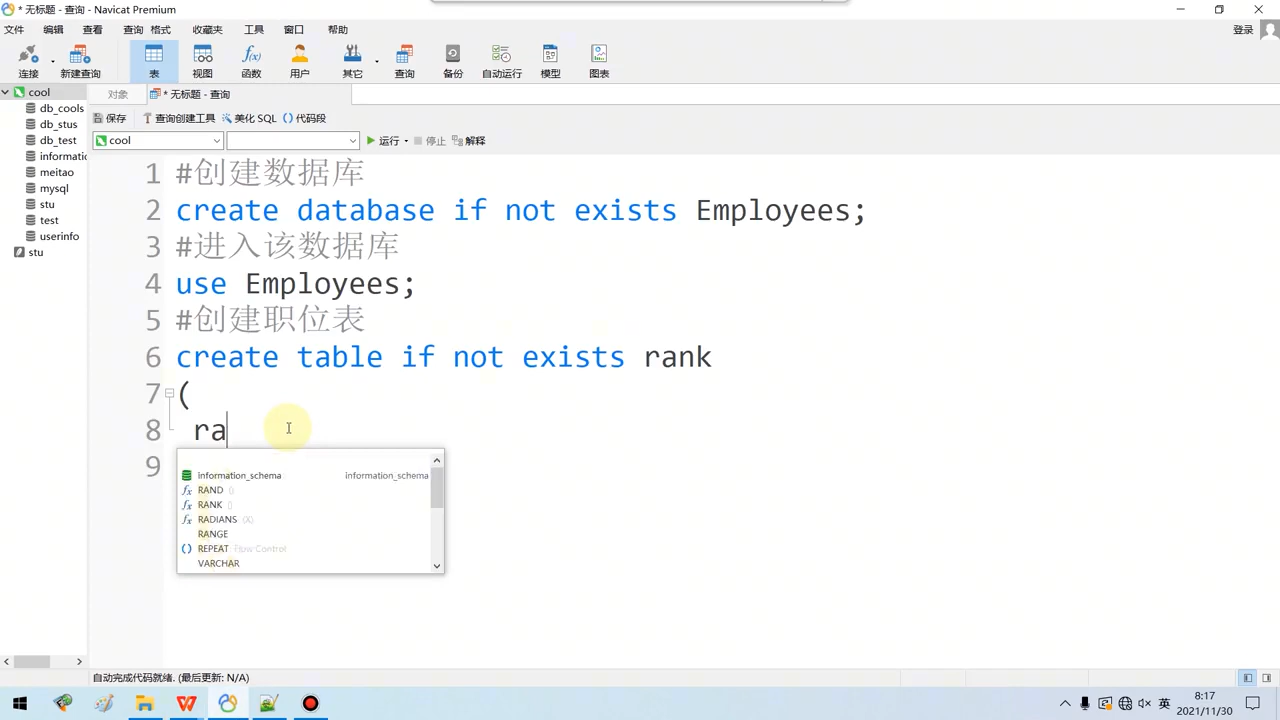 * 无标题 - 查询 - Navicat Premium
文件 编辑 查看 查询 格式 收藏夹 工具 窗口 帮助
登录
连接 新建查询 表 视图 函数 用户 其它 查询 备份 自动运行 模型 图表
cool
db_cools
db_stus
db_test
informatio
meitao
mysql
stu
test
userinfo
stu
对象 * 无标题 - 查询
保存 查询创建工具 美化 SQL () 代码段
cool 运行 停止 解释
1 #创建数据库
2 create database if not exists Employees;
3 #进入该数据库
4 use Employees;
5 #创建职位表
6 create table if not exists rank
7 (
8 ra
9
information_schema information_schema
fx RAND ()
fx RANK ()
fx RADIANS (X)
RANGE
() REPEAT Flow Control
VARCHAR
自动完成代码就绪. (最后更新: N/A)
英 8:17
2021/11/30